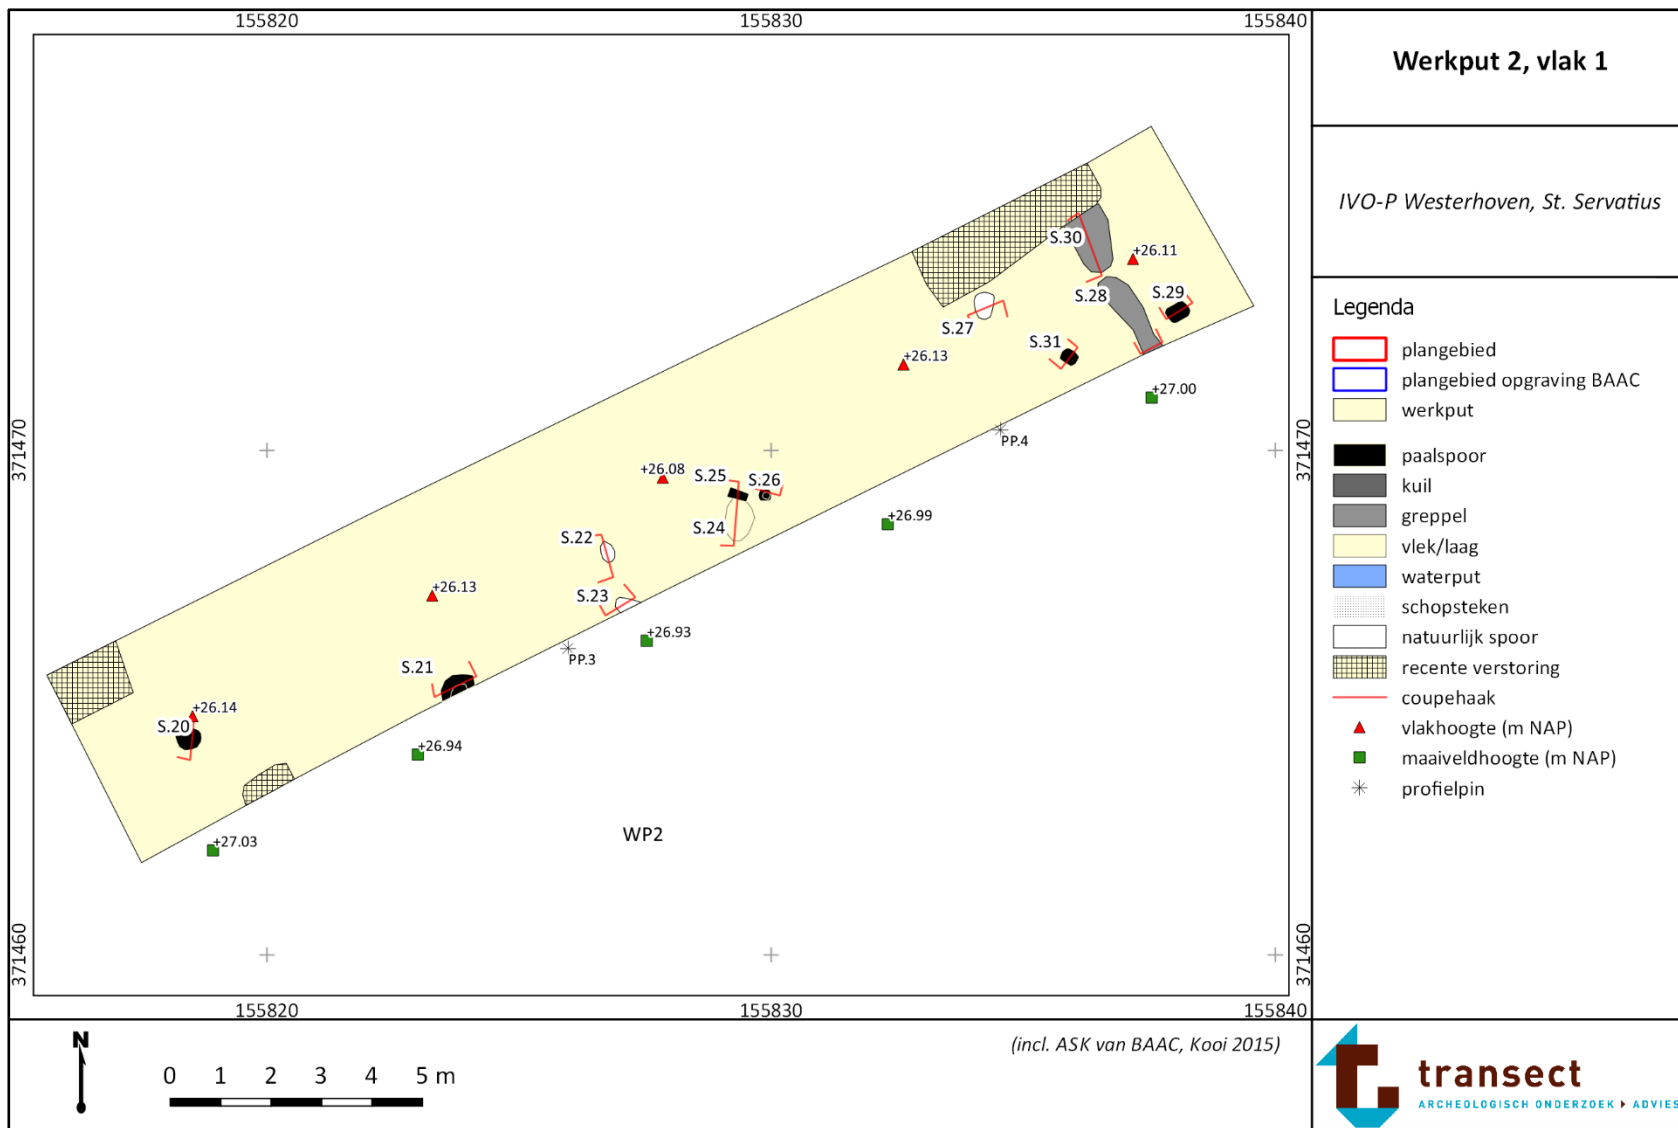 155820 155830 155840
Werkput 2, vlak 1
IVO-P Westerhoven, St. Servatius
S.30
+26.11
S.28
S.29
S.27
S.31
+26.13
+27.00
PP.4
371470 371470
+26.08
S.25
S.26
S.24
+26.99
S.22
+26.13
S.23
+26.93
PP.3
S.21
+26.14
S.20
+26.94
WP2
+27.03
371460 371460
155820 155830 155840
Legenda
plangebied
plangebied opgraving BAAC
werkput
paalspoor
kuil
greppel
vlek/laag
waterput
schopsteken
natuurlijk spoor
recente verstoring
coupehaak
vlakhoogte (m NAP)
maaiveldhoogte (m NAP)
profielpin
N
0 1 2 3 4 5 m
(incl. ASK van BAAC, Kooi 2015)
transect
ARCHEOLOGISCH ONDERZOEK ▸ ADVIES